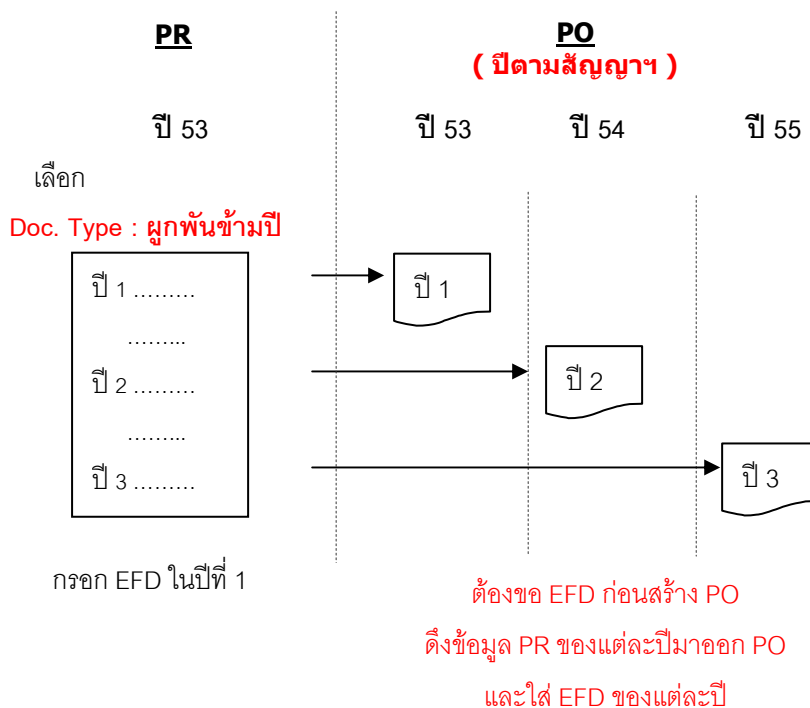 PR
PO
( ปีตามสัญญาฯ )
ปี 53
ปี 53
ปี 54
ปี 55
เลือก
Doc. Type : ผูกพันข้ามปี
ปี 1 .........
.........
ปี 2 .........
.........
ปี 3 .........
ปี 1
ปี 2
ปี 3
กรอก EFD ในปีที่ 1
ต้องขอ EFD ก่อนสร้าง PO
ดึงข้อมูล PR ของแต่ละปีมาออก PO
และใส่ EFD ของแต่ละปี